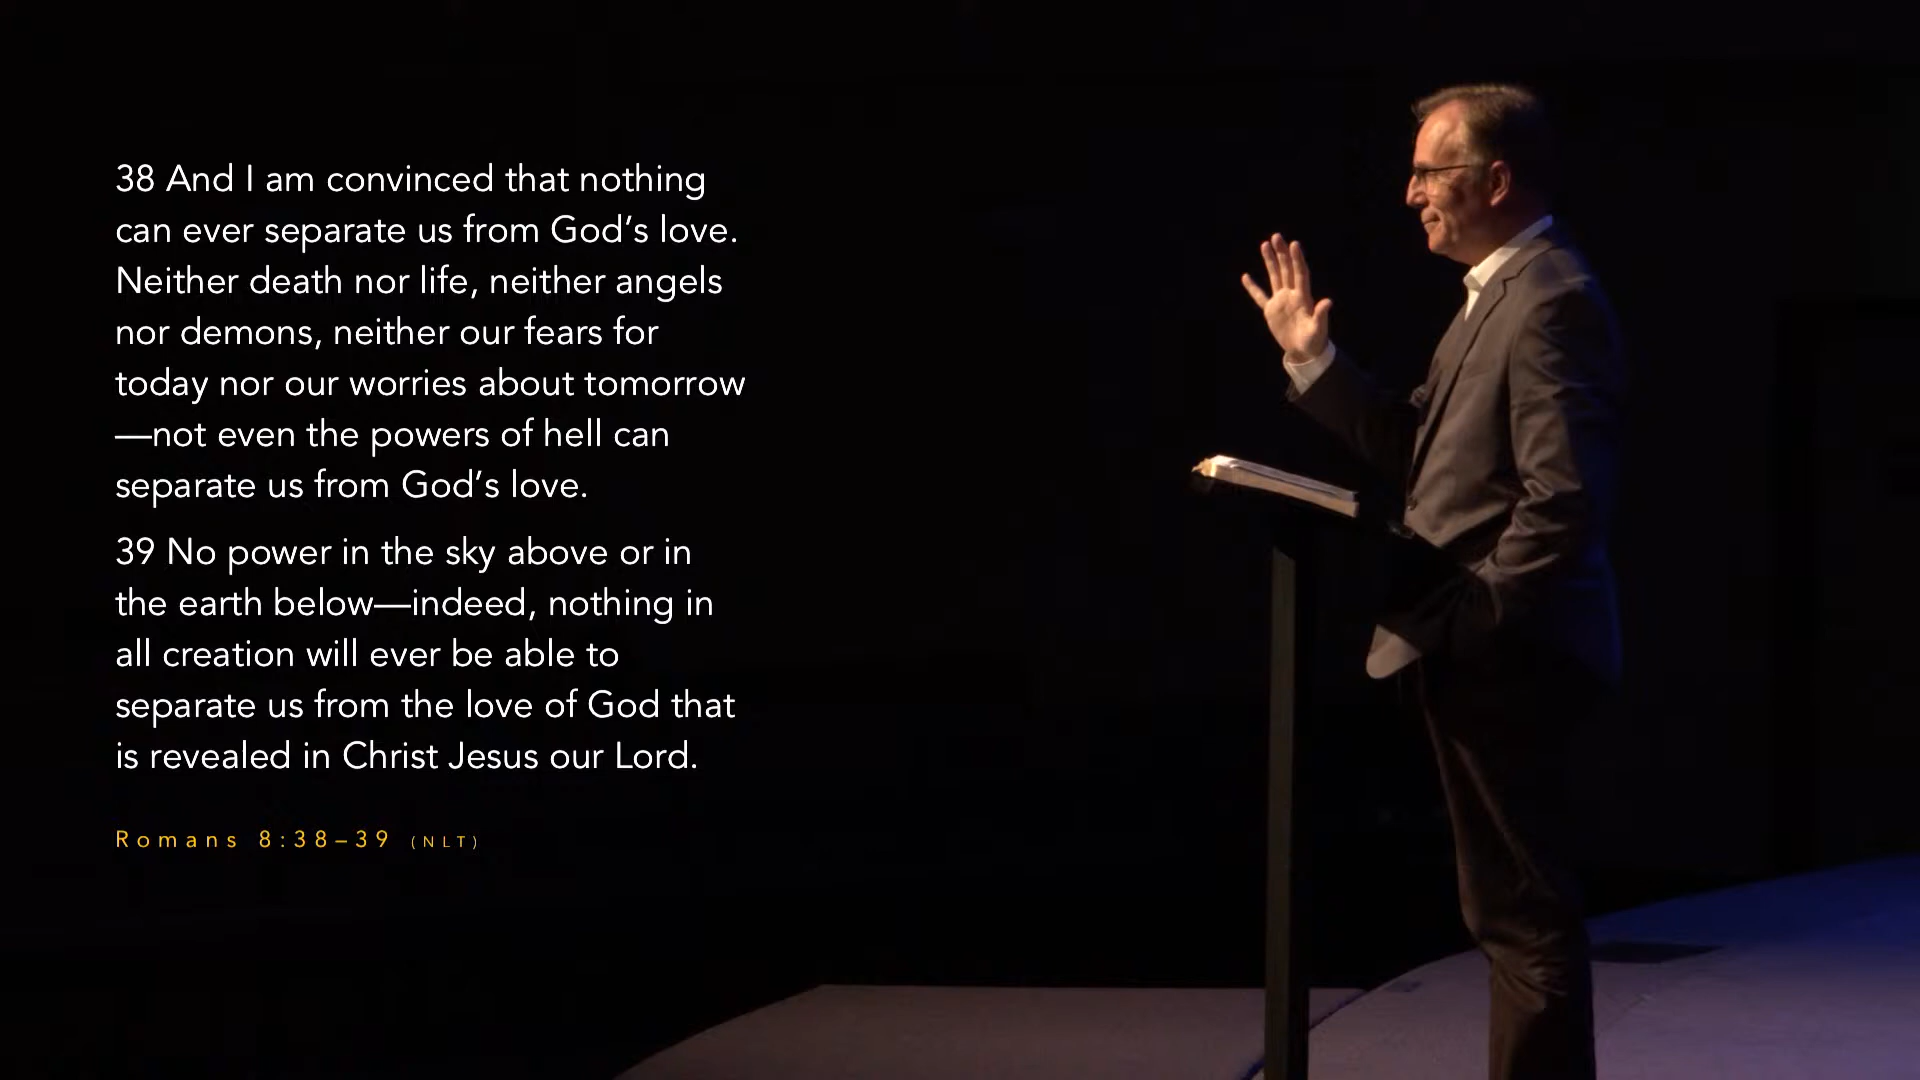 38 And I am convinced that nothing
can ever separate us from God’s love.
Neither death nor life, neither angels
nor demons, neither our fears for
today nor our worries about tomorrow
—not even the powers of hell can
separate us from God’s love.
39 No power in the sky above or in
the earth below—indeed, nothing in
all creation will ever be able to
separate us from the love of God that
is revealed in Christ Jesus our Lord.
Romans 8:38–39 (NLT)